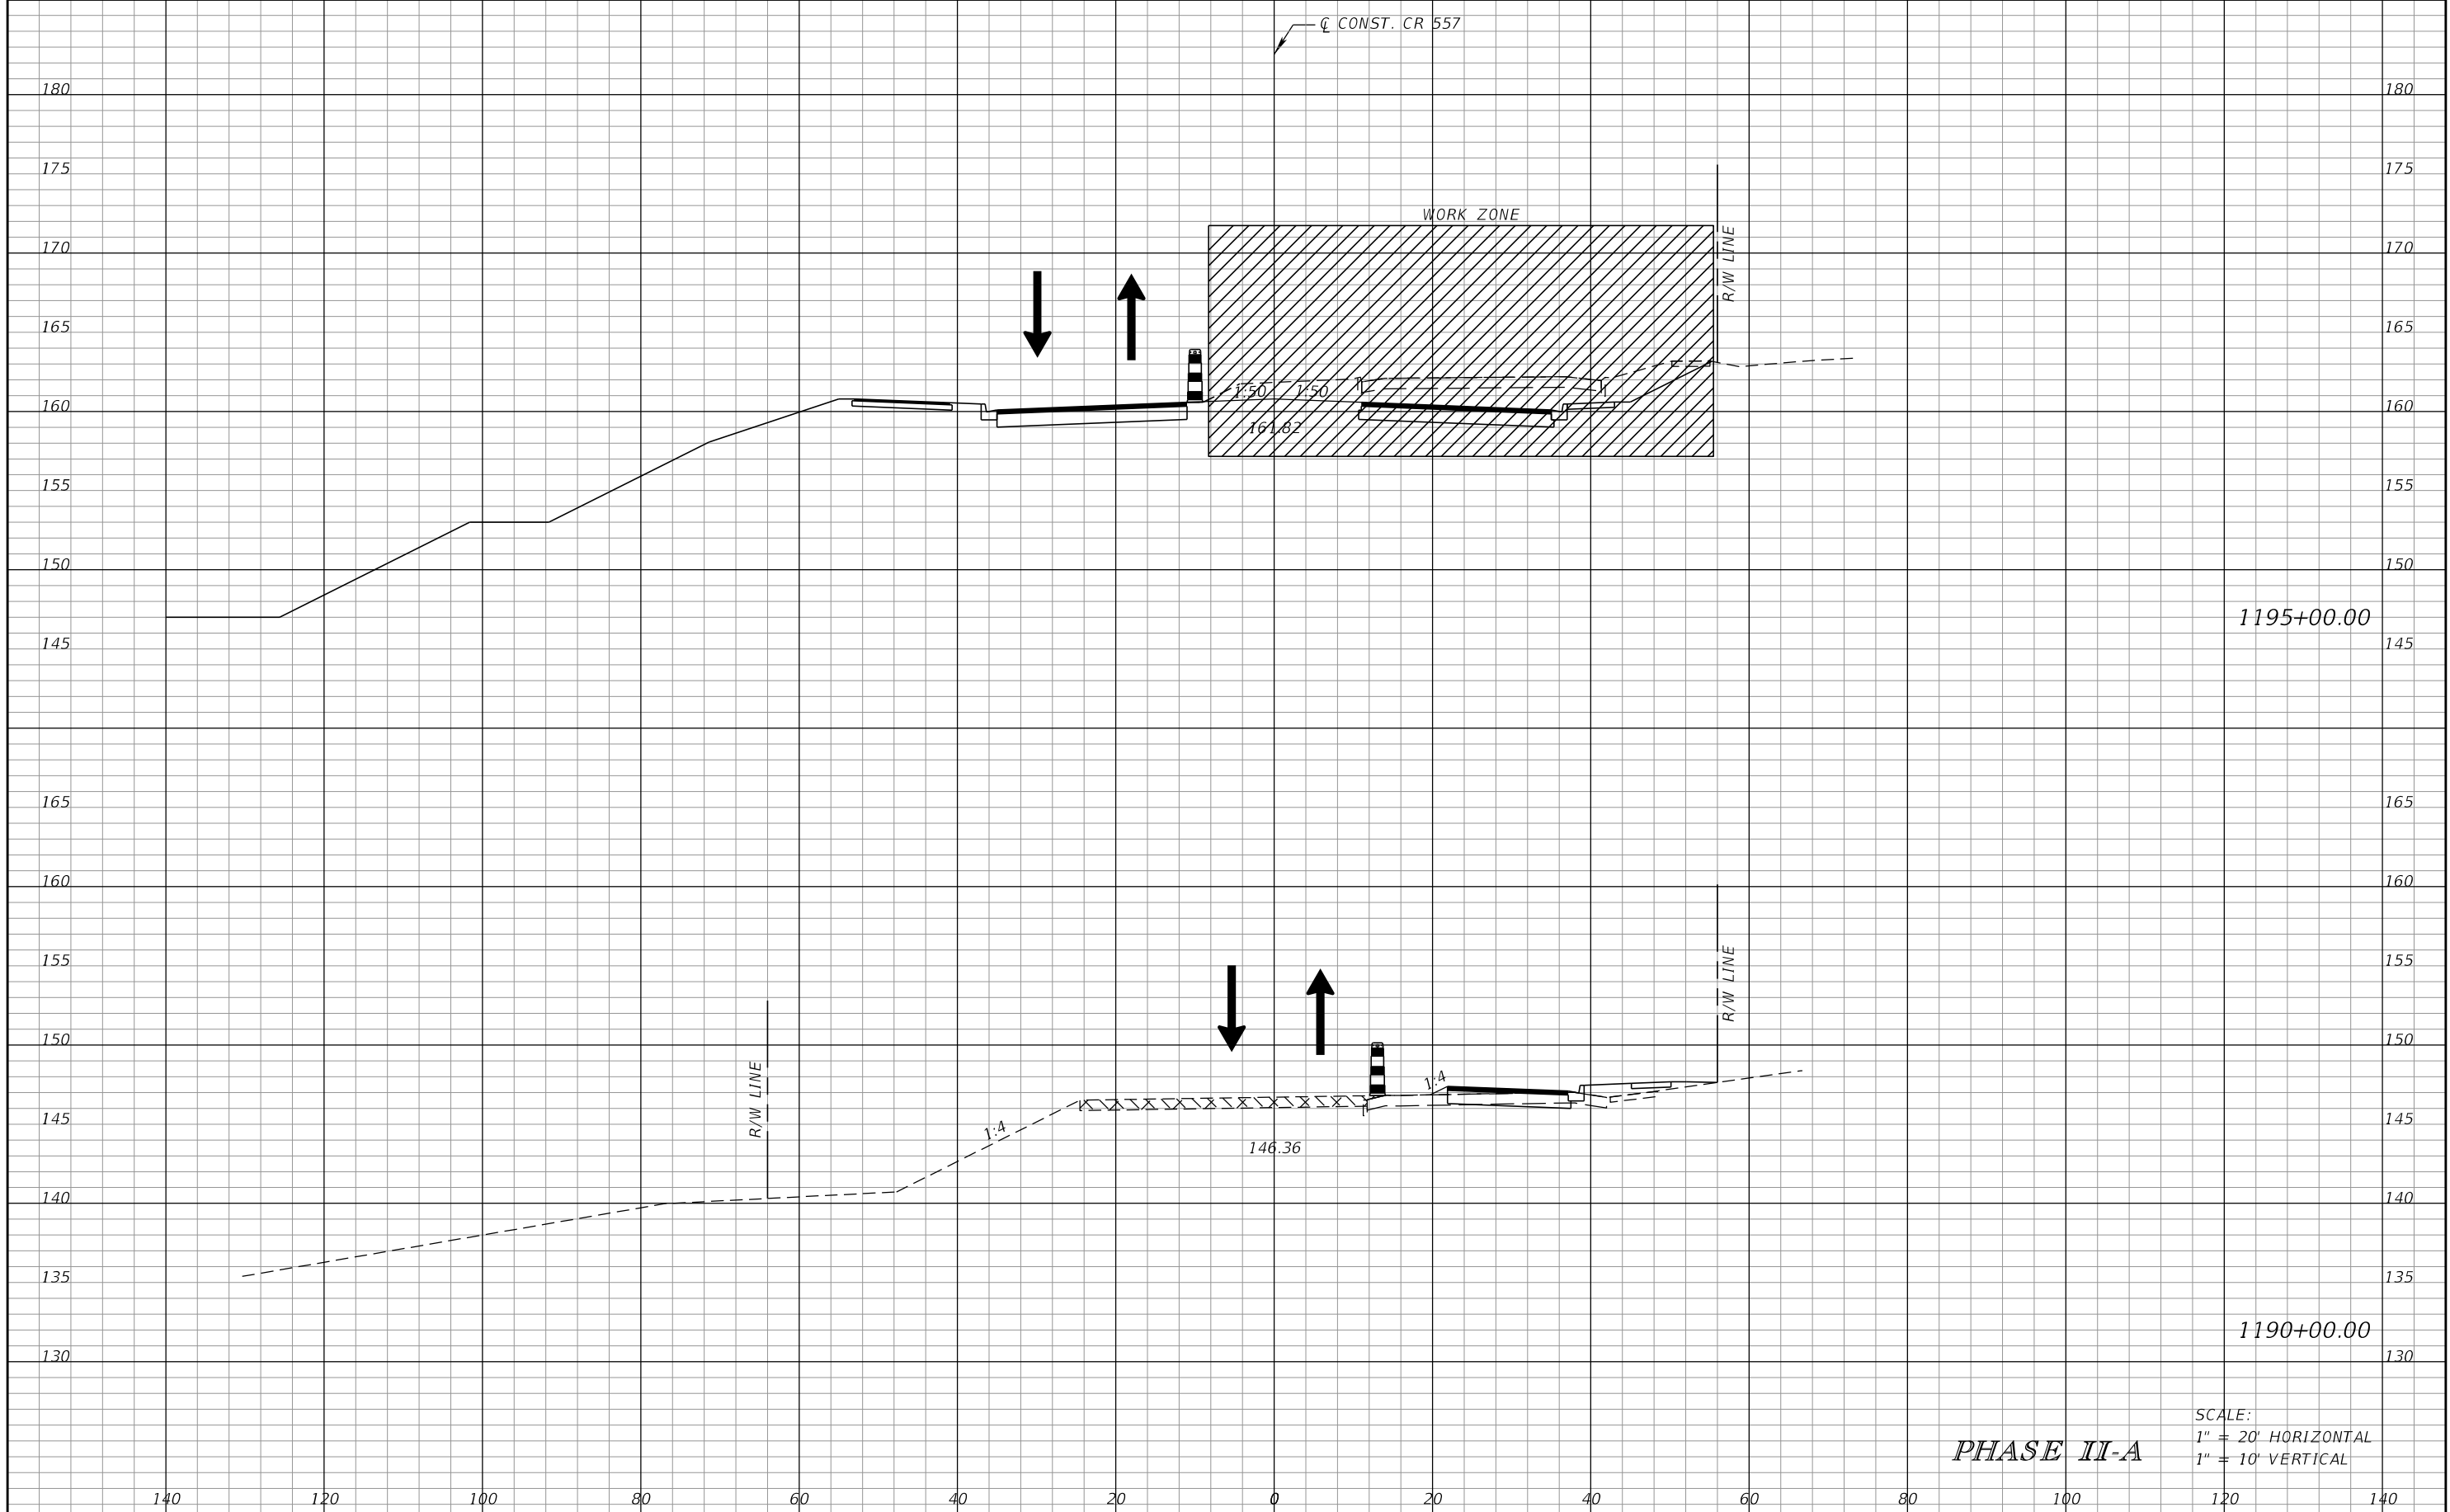 ℄ CONST. CR 557
180 180
175 175
WORK ZONE
170 R/W LINE 170
165 165
1:50 1:50
160 160
161.82
155 155
150 150
1195+00.00
145 145
165 165
160 160
155 R/W LINE 155
150 150
R/W LINE
1:4
1:4
145 145
146.36
140 140
135 135
1190+00.00
130 130
SCALE:
1" = 20' HORIZONTAL
PHASE II-A
1" = 10' VERTICAL
140 120 100 80 60 40 20 0 20 40 60 80 100 120 140